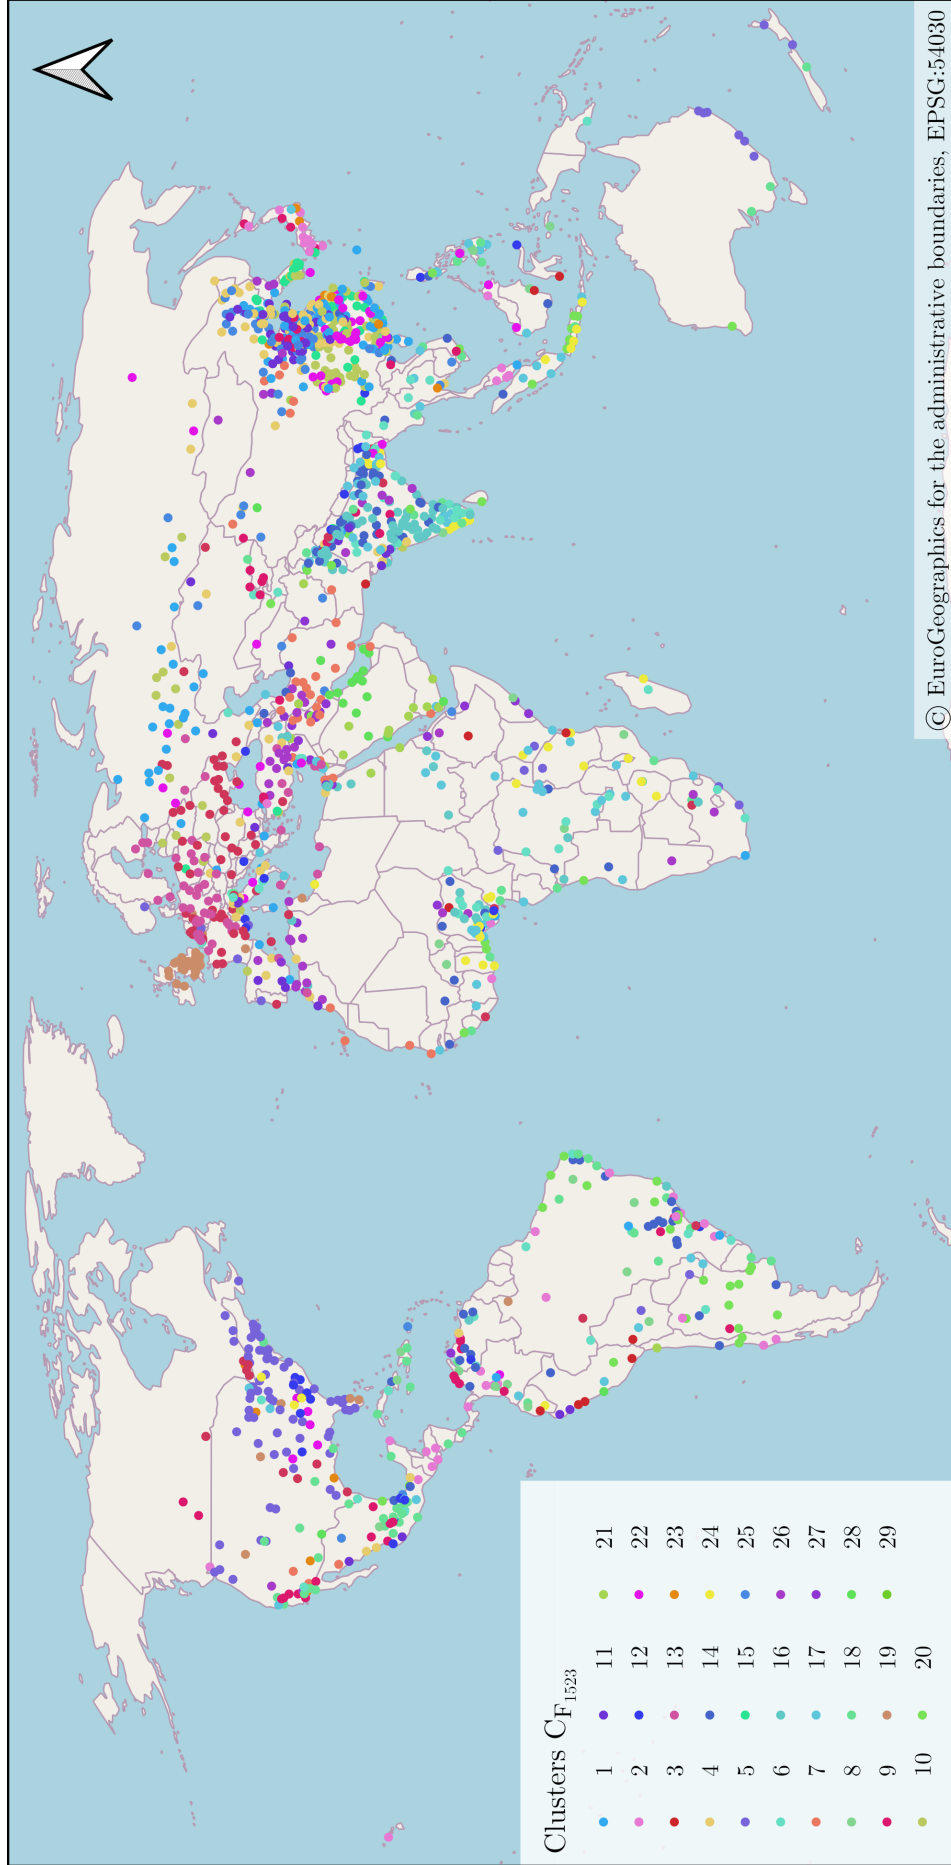 Clusters C_F1523
1 11 21
2 12 22
3 13 23
4 14 24
5 15 25
6 16 26
7 17 27
8 18 28
9 19 29
10 20
© EuroGeographics for the administrative boundaries, EPSG:54030